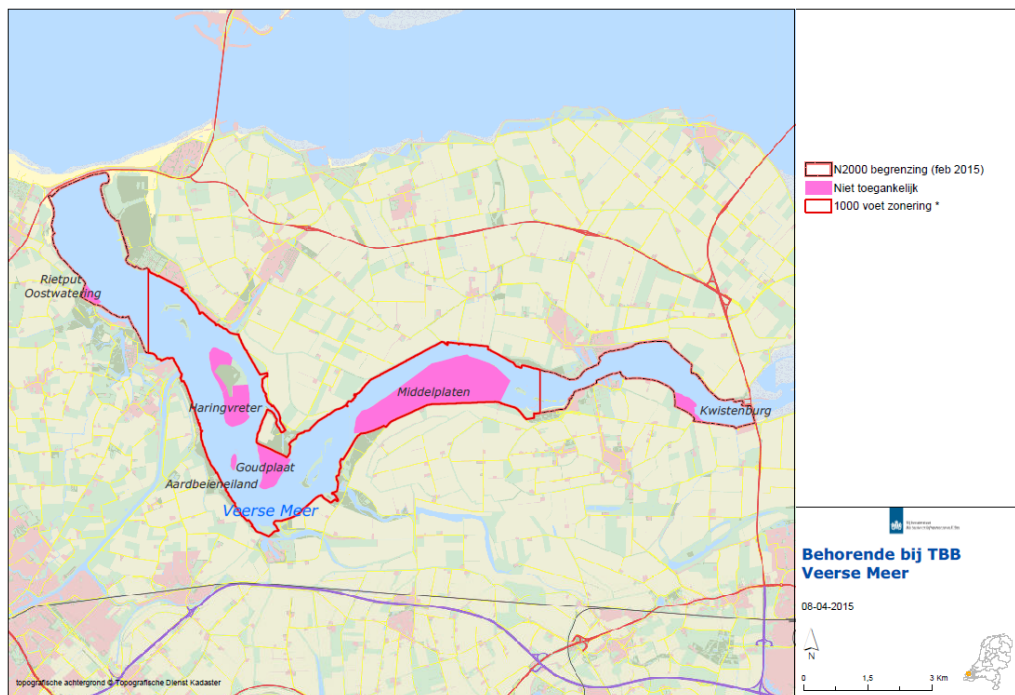 Rietput
Oostwatering
Haringvreter
Middelplaten
Kwistenburg
Goudplaat
Aardbeieneiland
Veerse Meer
topografische achtergrond © Topografische Dienst Kadaster
N2000 begrenzing (feb 2015)
Niet toegankelijk
1000 voet zonering *
Behorende bij TBB
Veerse Meer
08-04-2015
N
0 1,5 3 Km